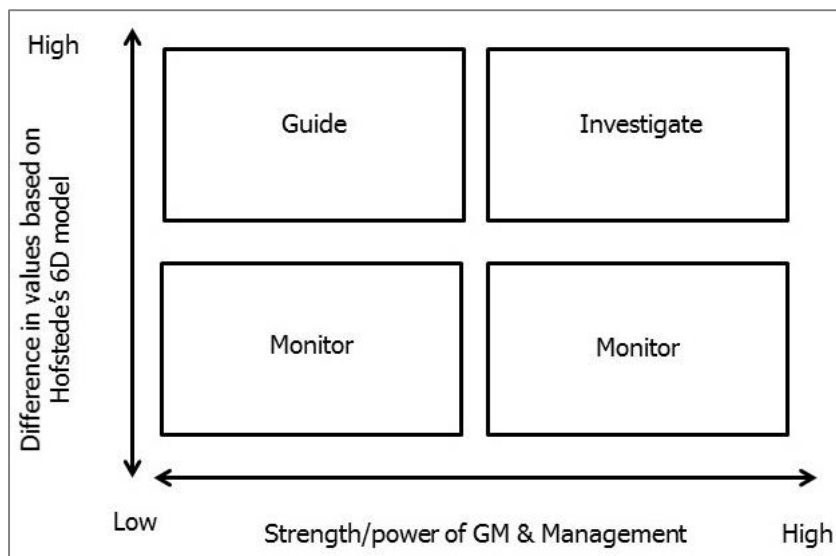 High
Guide
Investigate
Difference in values based on
Hofstede's 6D model
Monitor
Monitor
Low
Strength/power of GM & Management
High